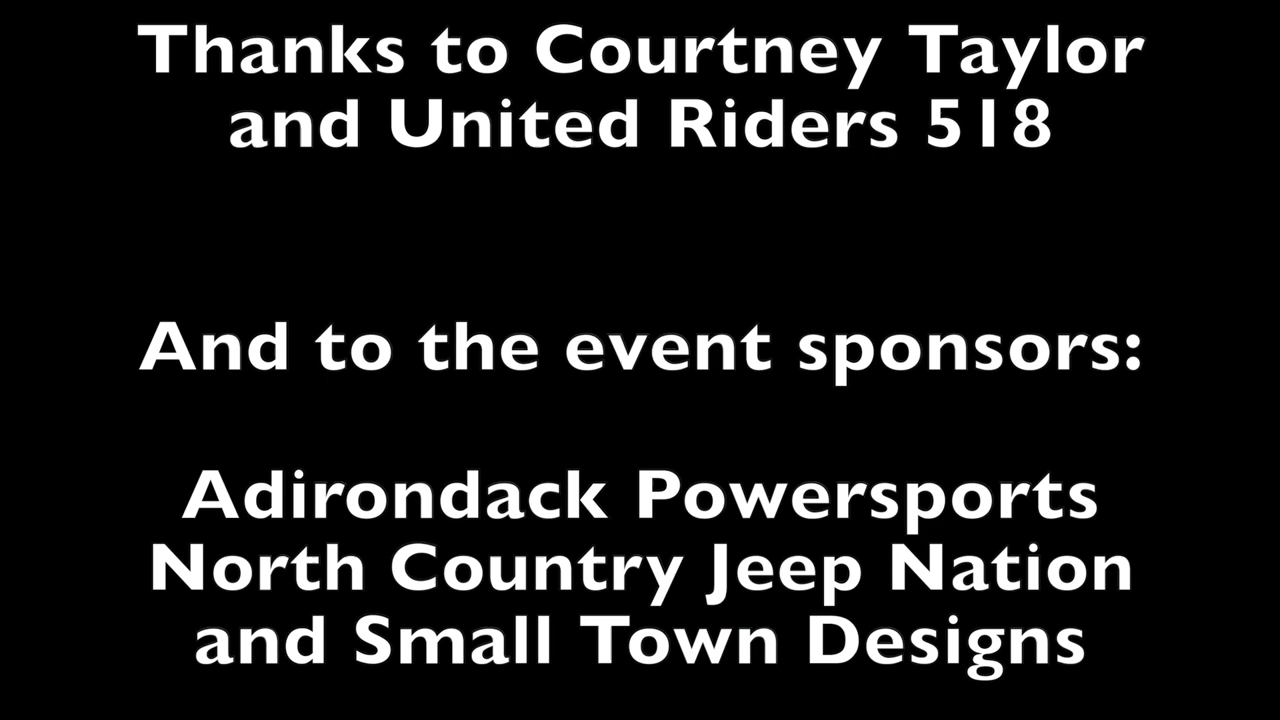 Thanks to Courtney Taylor
and United Riders 518
And to the event sponsors:
Adirondack Powersports
North Country Jeep Nation
and Small Town Designs